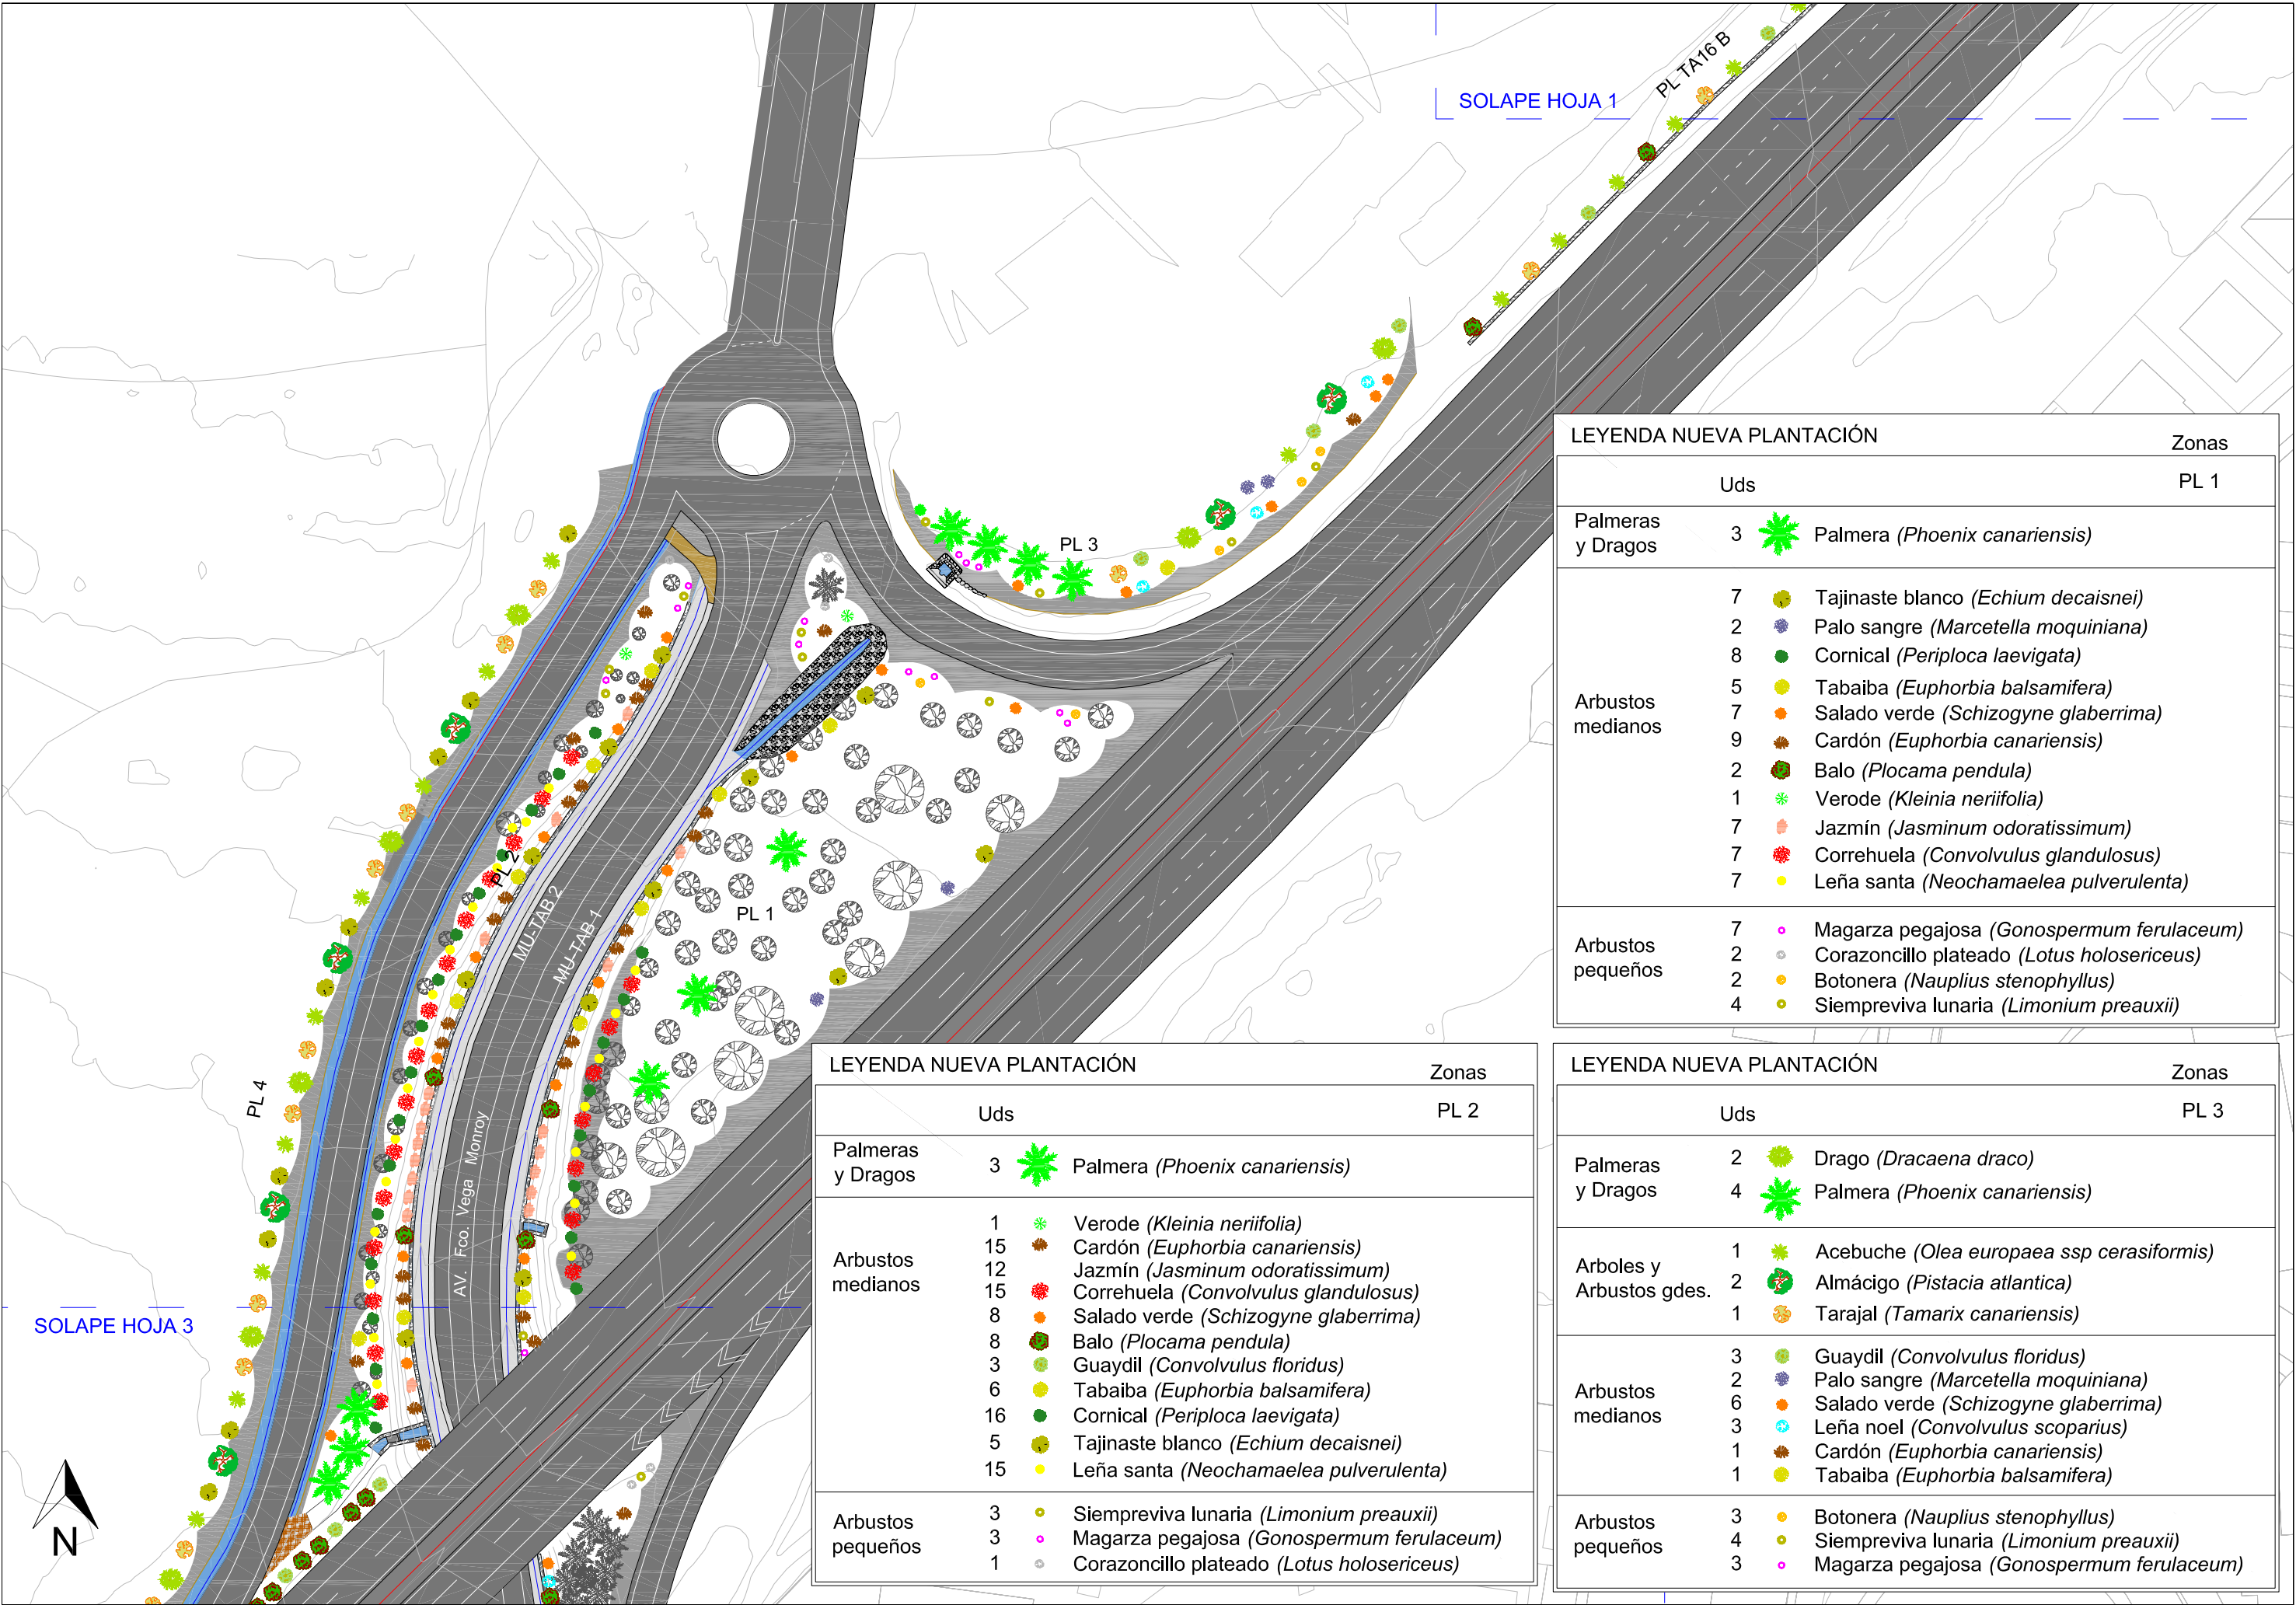 PL TA16 B
SOLAPE HOJA 1
PL 3
PL 2
MU-TAB 2
MU-TAB 1
PL 1
PL 4
AV. Fco. Vega Monroy
SOLAPE HOJA 3
N
LEYENDA NUEVA PLANTACIÓN
Zonas
Uds
PL 1
Palmeras
y Dragos
3 Palmera (Phoenix canariensis)
Arbustos
medianos
7 Tajinaste blanco (Echium decaisnei)
2 Palo sangre (Marcetella moquiniana)
8 Cornical (Periploca laevigata)
5 Tabaiba (Euphorbia balsamifera)
7 Salado verde (Schizogyne glaberrima)
9 Cardón (Euphorbia canariensis)
2 Balo (Plocama pendula)
1 Verode (Kleinia neriifolia)
7 Jazmín (Jasminum odoratissimum)
7 Correhuela (Convolvulus glandulosus)
7 Leña santa (Neochamaelea pulverulenta)
Arbustos
pequeños
7 Magarza pegajosa (Gonospermum ferulaceum)
2 Corazoncillo plateado (Lotus holosericeus)
2 Botonera (Nauplius stenophyllus)
4 Siempreviva lunaria (Limonium preauxii)
LEYENDA NUEVA PLANTACIÓN
Zonas
Uds
PL 2
Palmeras
y Dragos
3 Palmera (Phoenix canariensis)
Arbustos
medianos
1 Verode (Kleinia neriifolia)
15 Cardón (Euphorbia canariensis)
12 Jazmín (Jasminum odoratissimum)
15 Correhuela (Convolvulus glandulosus)
8 Salado verde (Schizogyne glaberrima)
8 Balo (Plocama pendula)
3 Guaydil (Convolvulus floridus)
6 Tabaiba (Euphorbia balsamifera)
16 Cornical (Periploca laevigata)
5 Tajinaste blanco (Echium decaisnei)
15 Leña santa (Neochamaelea pulverulenta)
Arbustos
pequeños
3 Siempreviva lunaria (Limonium preauxii)
3 Magarza pegajosa (Gonospermum ferulaceum)
1 Corazoncillo plateado (Lotus holosericeus)
LEYENDA NUEVA PLANTACIÓN
Zonas
Uds
PL 3
Palmeras
y Dragos
2 Drago (Dracaena draco)
4 Palmera (Phoenix canariensis)
Arboles y
Arbustos gdes.
1 Acebuche (Olea europaea ssp cerasiformis)
2 Almácigo (Pistacia atlantica)
1 Tarajal (Tamarix canariensis)
Arbustos
medianos
3 Guaydil (Convolvulus floridus)
2 Palo sangre (Marcetella moquiniana)
6 Salado verde (Schizogyne glaberrima)
3 Leña noel (Convolvulus scoparius)
1 Cardón (Euphorbia canariensis)
1 Tabaiba (Euphorbia balsamifera)
Arbustos
pequeños
3 Botonera (Nauplius stenophyllus)
4 Siempreviva lunaria (Limonium preauxii)
3 Magarza pegajosa (Gonospermum ferulaceum)